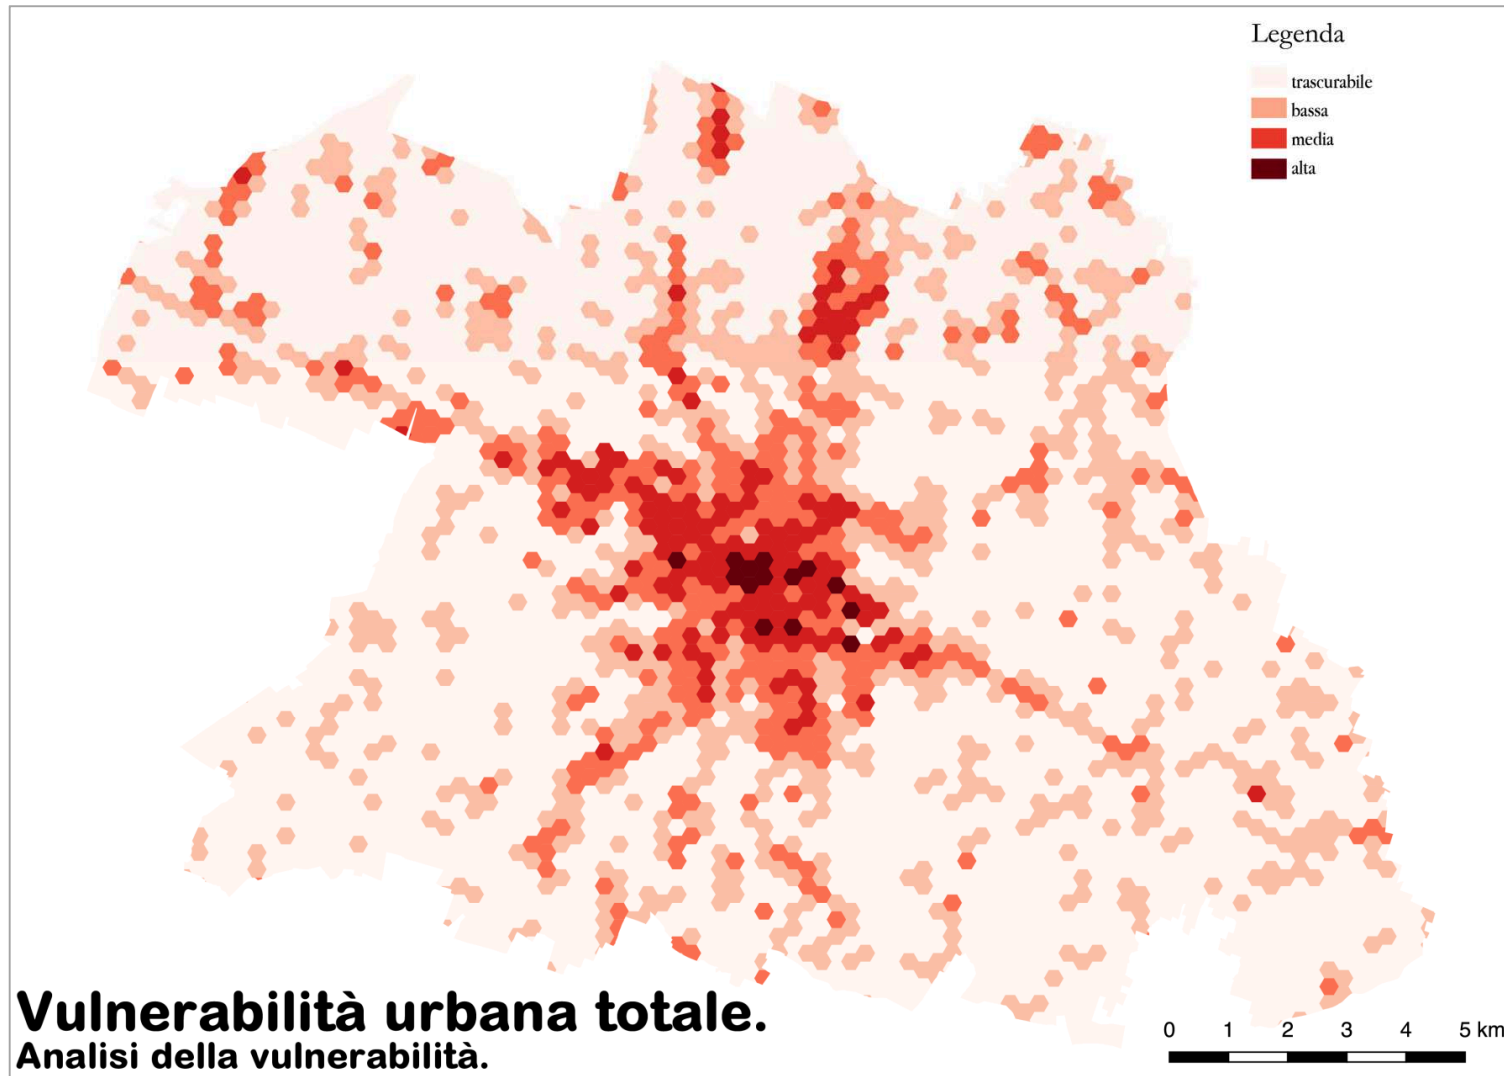 Legenda
trascurabile
bassa
media
alta
Vulnerabilità urbana totale.
Analisi della vulnerabilità.
0 1 2 3 4 5 km